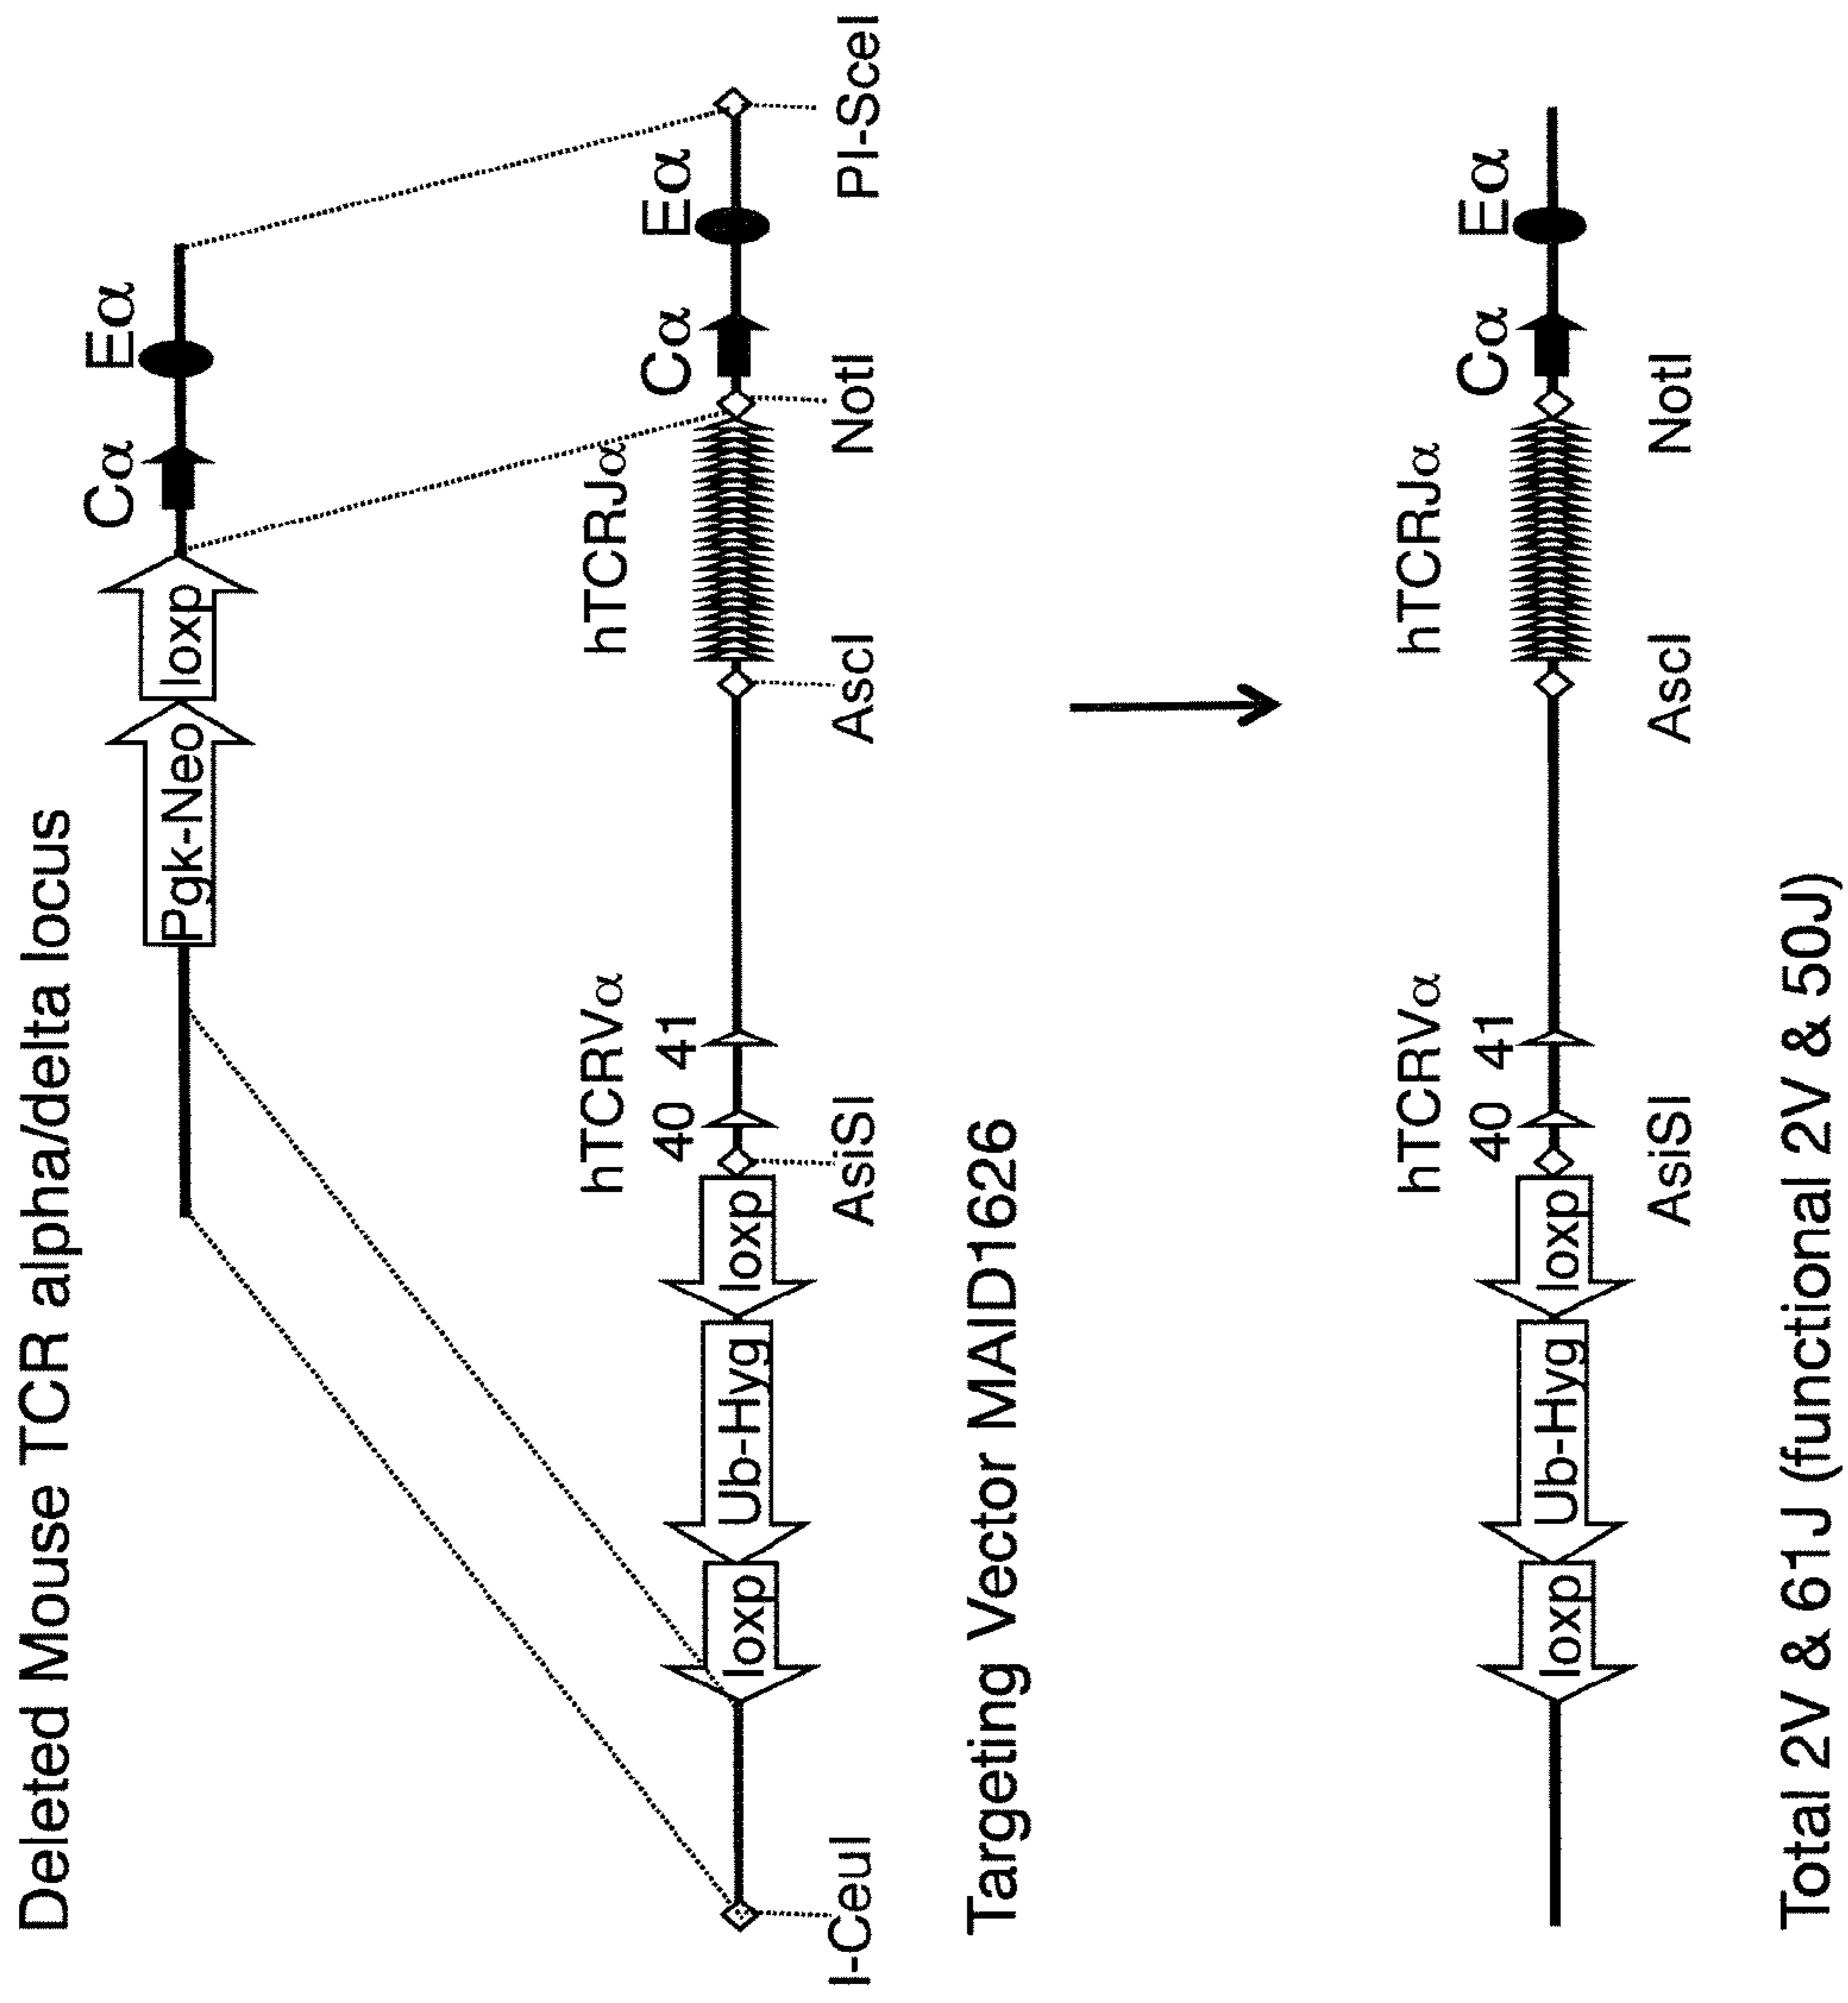 Deleted Mouse TCR alpha/delta locus
Cα Eα
Pgk-Neo loxp
hTCRVα hTCRJα Cα Eα
40 41
loxp Ub-Hyg loxp
I-CeuI AsiSI AscI NotI PI-SceI
Targeting Vector MAID1626
hTCRVα hTCRJα Cα Eα
40 41
loxp Ub-Hyg loxp
AsiSI AscI NotI
Total 2V & 61J (functional 2V & 50J)